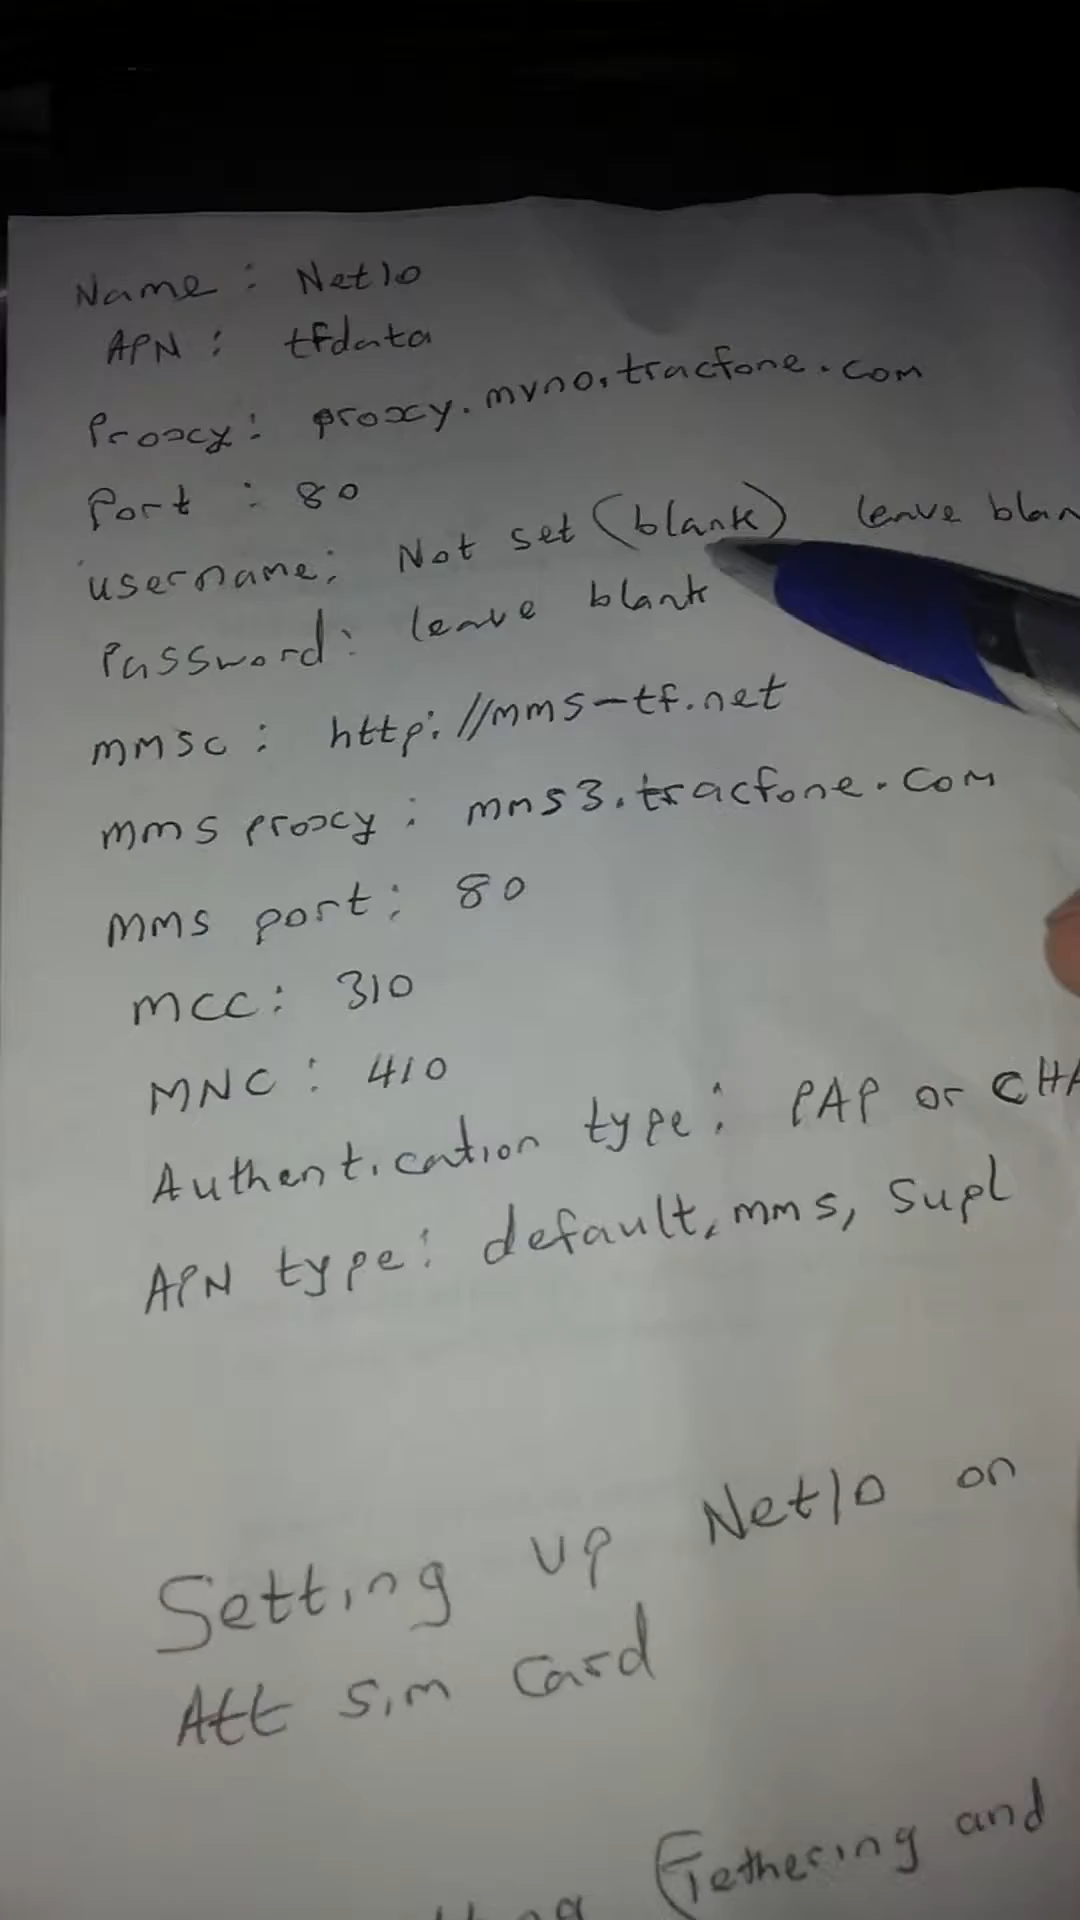 Name : Net10
APN : tfdata
Proxy : proxy.mvno.tracfone.com
Port : 80
username: Not set (blank) leave blan
Password: leave blank
mmsc : http://mms-tf.net
mms proxy : mms3.tracfone.com
MMS port: 80
MCC: 310
MNC : 410
Authentication type: PAP or CHA
APN type: default, mms, supl
Setting up Net10 on
Att sim card
(Tethering and